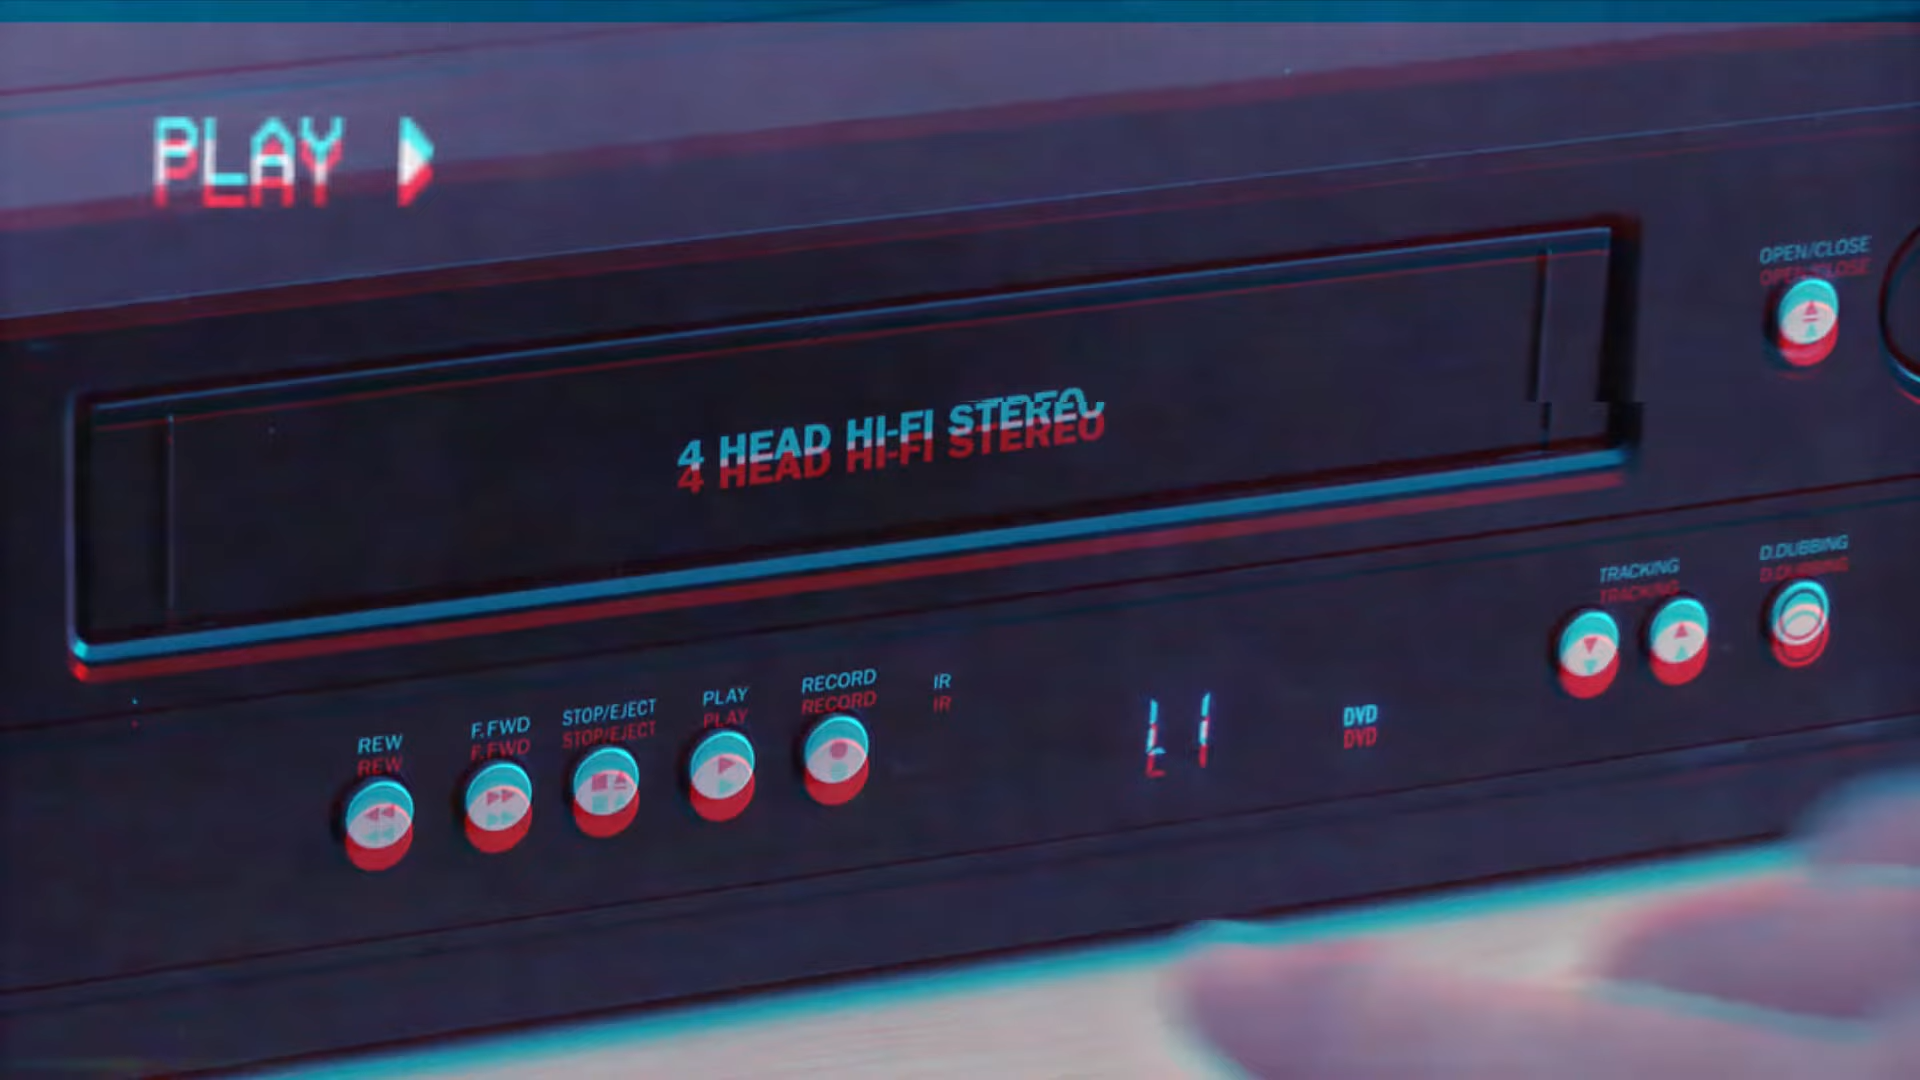 PLAY
OPEN/CLOSE
4 HEAD HI-FI STEREO
TRACKING
D.DUBBING
REW
F.FWD
STOP/EJECT
PLAY
RECORD
IR
DVD